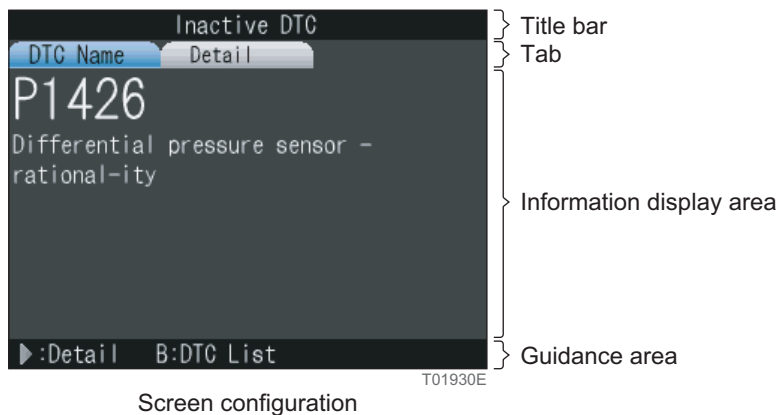 Inactive DTC
Title bar
DTC Name Detail
Tab
P1426
Differential pressure sensor -
rational-ity
Information display area
▶:Detail B:DTC List
Guidance area
T01930E
Screen configuration